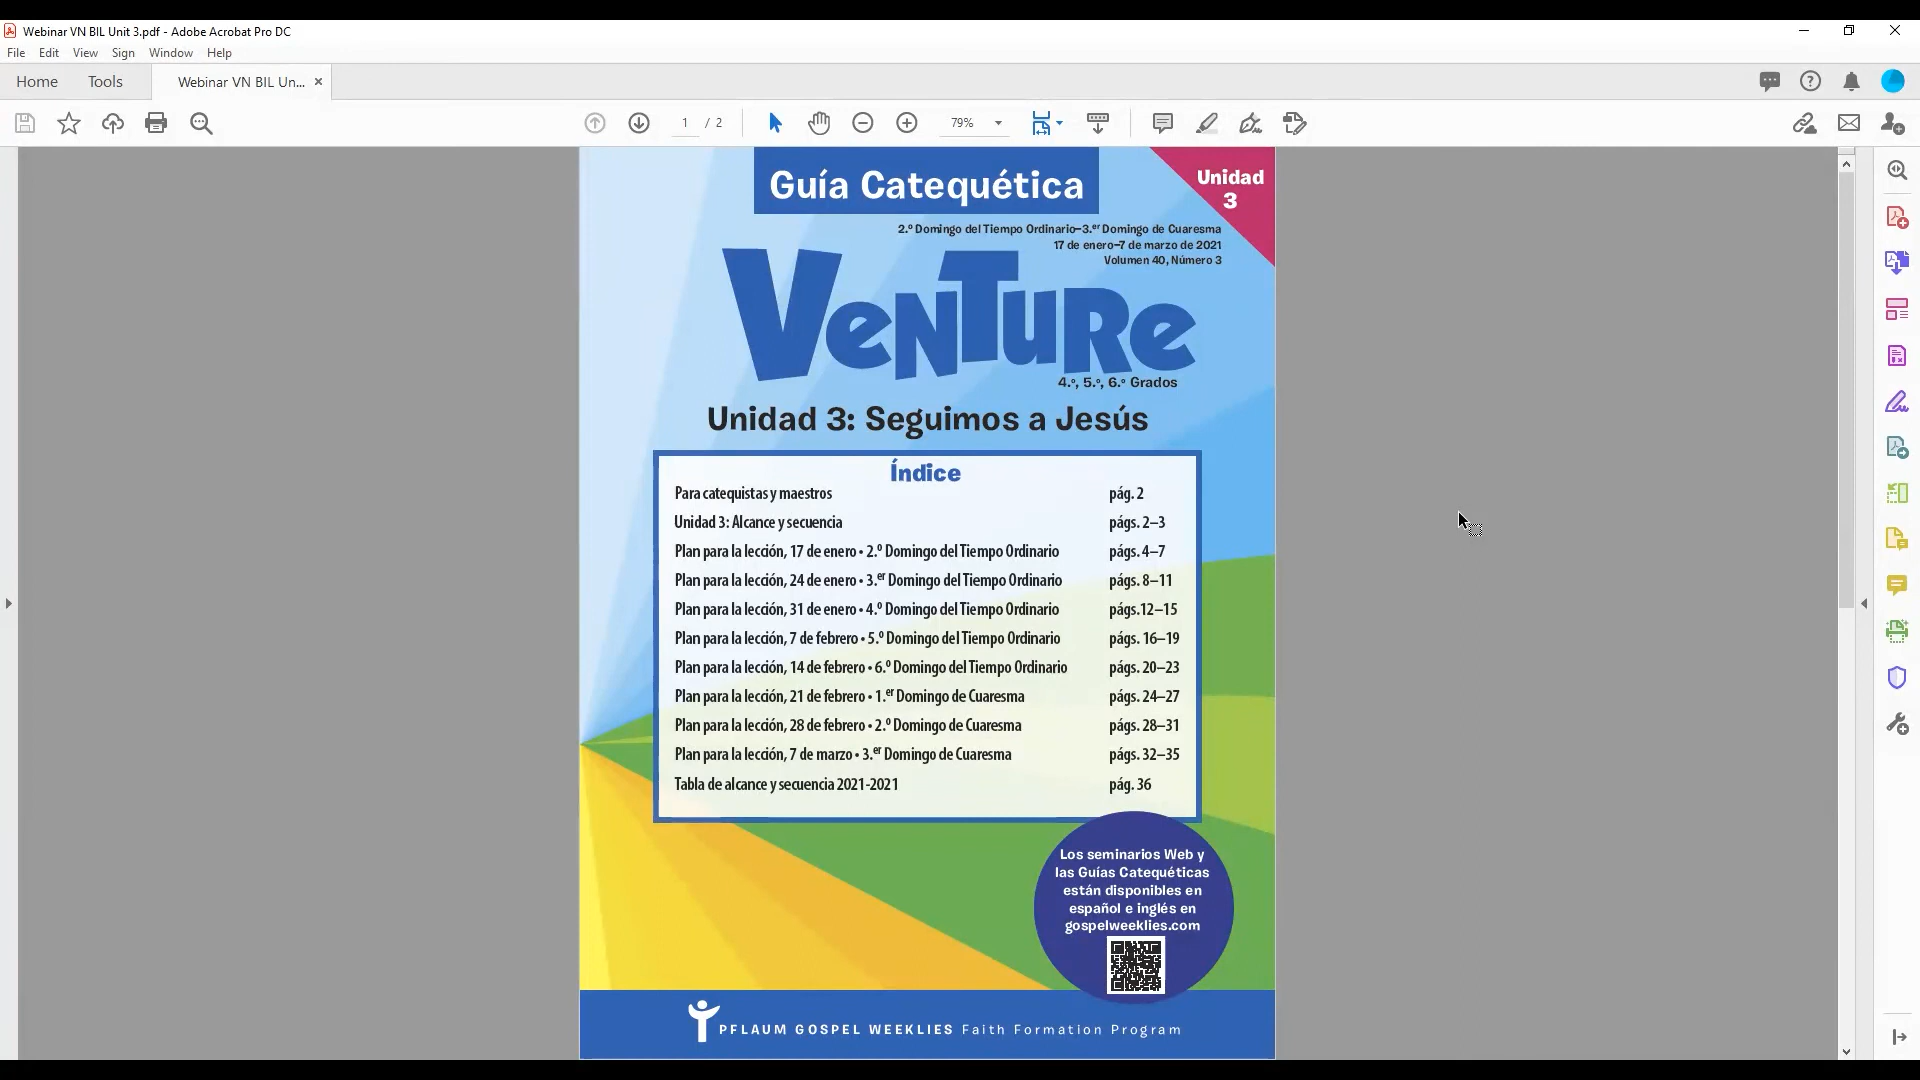 Webinar VN BIL Unit 3.pdf - Adobe Acrobat Pro DC
File Edit View Sign Window Help
Home Tools Webinar VN BIL Un... ×
1 / 2 79%
Guía Catequética
Unidad
3
2.º Domingo del Tiempo Ordinario–3.er Domingo de Cuaresma
17 de enero–7 de marzo de 2021
Volumen 40, Número 3
VeNTuRe
4.º, 5.º, 6.º Grados
Unidad 3: Seguimos a Jesús
Índice
Para catequistas y maestros pág. 2
Unidad 3: Alcance y secuencia págs. 2–3
Plan para la lección, 17 de enero • 2.º Domingo del Tiempo Ordinario págs. 4–7
Plan para la lección, 24 de enero • 3.er Domingo del Tiempo Ordinario págs. 8–11
Plan para la lección, 31 de enero • 4.º Domingo del Tiempo Ordinario págs.12–15
Plan para la lección, 7 de febrero • 5.º Domingo del Tiempo Ordinario págs. 16–19
Plan para la lección, 14 de febrero • 6.º Domingo del Tiempo Ordinario págs. 20–23
Plan para la lección, 21 de febrero • 1.er Domingo de Cuaresma págs. 24–27
Plan para la lección, 28 de febrero • 2.º Domingo de Cuaresma págs. 28–31
Plan para la lección, 7 de marzo • 3.er Domingo de Cuaresma págs. 32–35
Tabla de alcance y secuencia 2021-2021 pág. 36
Los seminarios Web y
las Guías Catequéticas
están disponibles en
español e inglés en
gospelweeklies.com
PFLAUM GOSPEL WEEKLIES Faith Formation Program